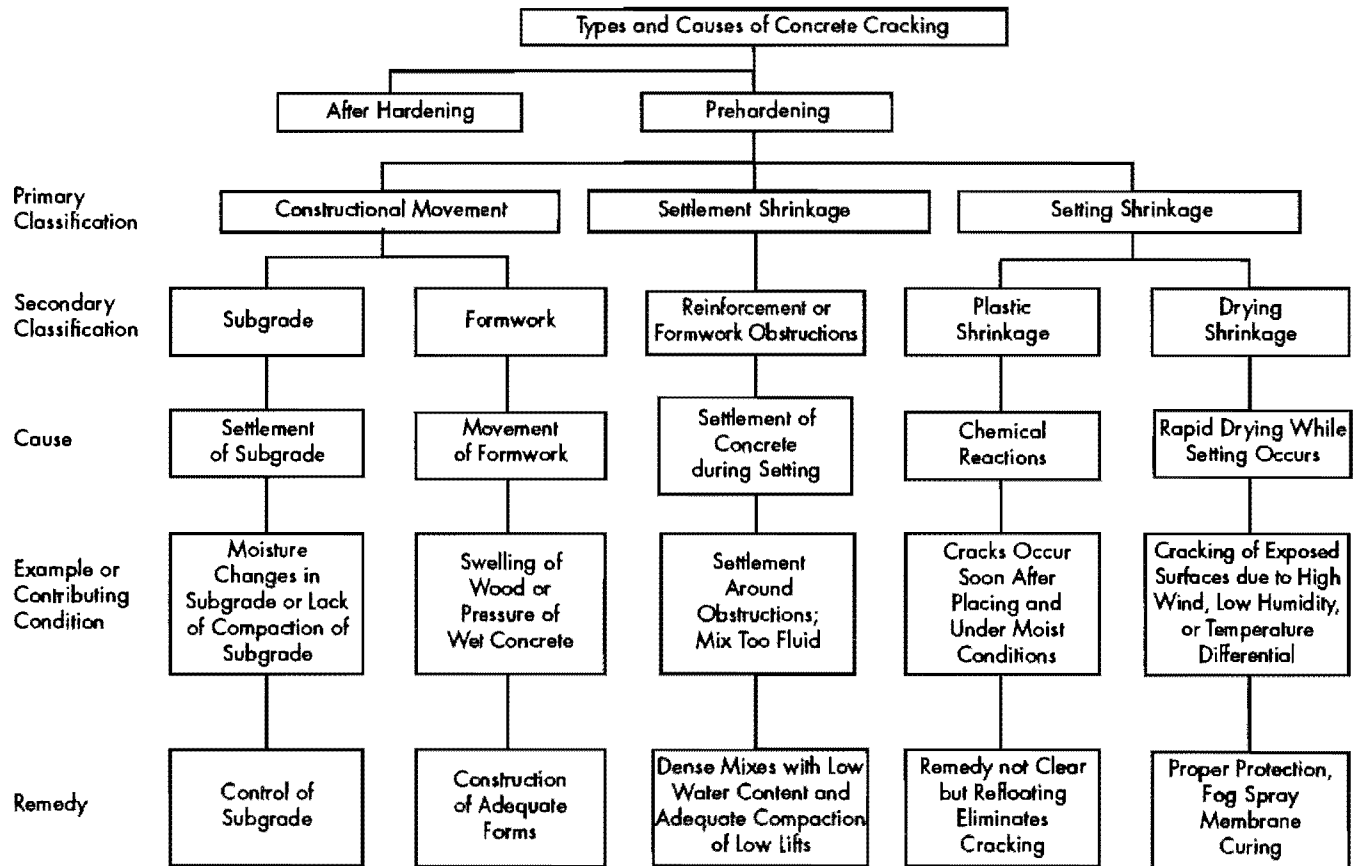 Types and Causes of Concrete Cracking
After Hardening
Prehardening
Primary
Classification
Constructional Movement
Settlement Shrinkage
Setting Shrinkage
Secondary
Classification
Subgrade
Formwork
Reinforcement or
Formwork Obstructions
Plastic
Shrinkage
Drying
Shrinkage
Cause
Settlement
of Subgrade
Movement
of Formwork
Settlement of
Concrete
during Setting
Chemical
Reactions
Rapid Drying While
Setting Occurs
Example or
Contributing
Condition
Moisture
Changes in
Subgrade or Lack
of Compaction of
Subgrade
Swelling of
Wood or
Pressure of
Wet Concrete
Settlement
Around
Obstructions;
Mix Too Fluid
Cracks Occur
Soon After
Placing and
Under Moist
Conditions
Cracking of Exposed
Surfaces due to High
Wind, Low Humidity,
or Temperature
Differential
Remedy
Control of
Subgrade
Construction
of Adequate
Forms
Dense Mixes with Low
Water Content and
Adequate Compaction
of Low Lifts
Remedy not Clear
but Refloating
Eliminates
Cracking
Proper Protection,
Fog Spray
Membrane
Curing